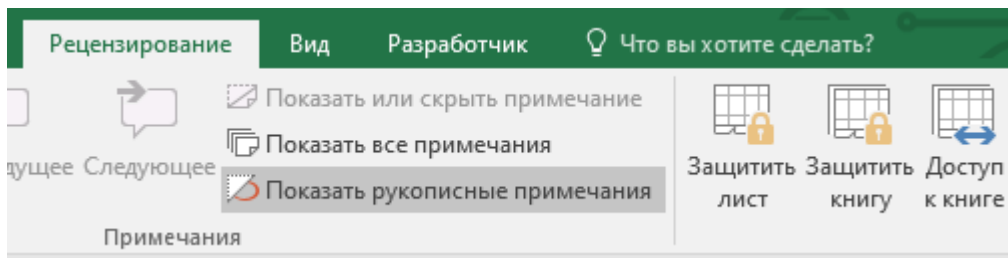 Рецензирование Вид Разработчик Что вы хотите сделать?
Показать или скрыть примечание
Показать все примечания
дущее Следующее
Показать рукописные примечания
Защитить лист
Защитить книгу
Доступ к книге
Примечания